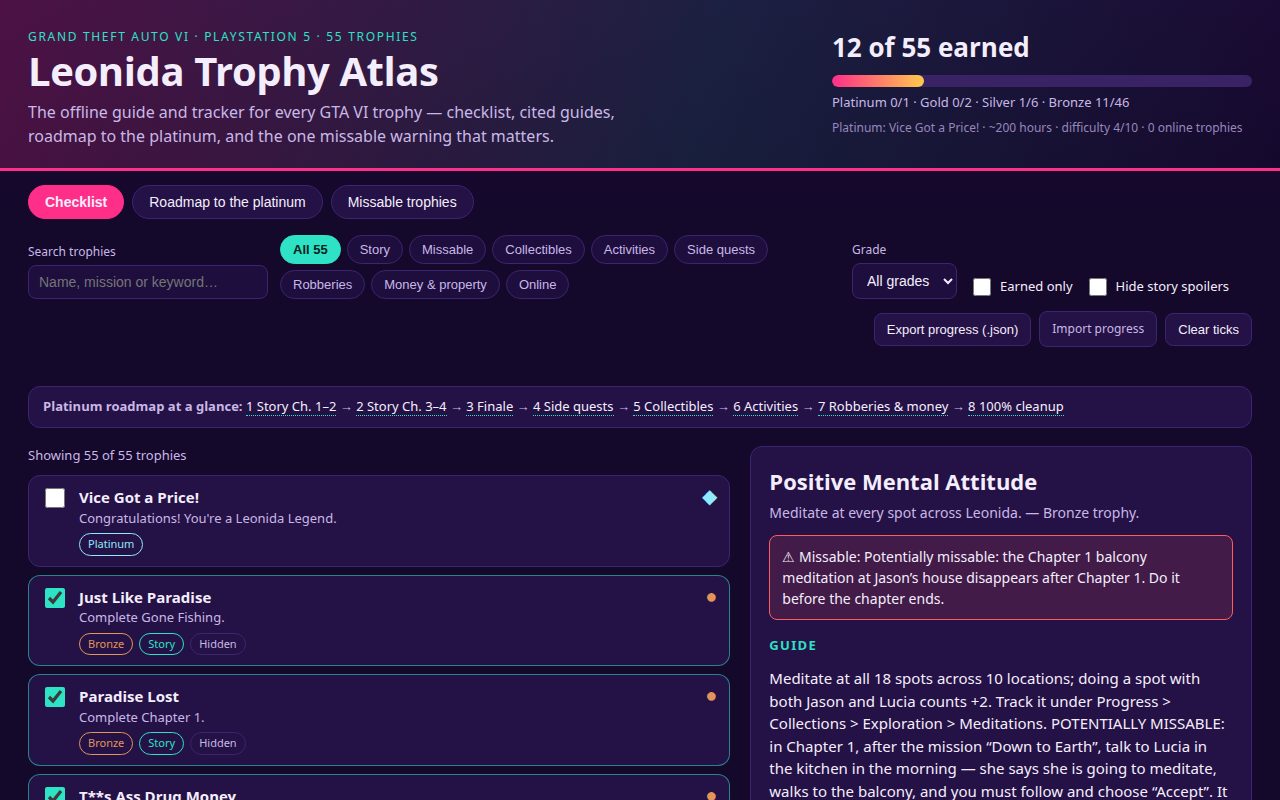 GRAND THEFT AUTO VI · PLAYSTATION 5 · 55 TROPHIES
Leonida Trophy Atlas
The offline guide and tracker for every GTA VI trophy — checklist, cited guides,
roadmap to the platinum, and the one missable warning that matters.
12 of 55 earned
Platinum 0/1 · Gold 0/2 · Silver 1/6 · Bronze 11/46
Platinum: Vice Got a Price! · ~200 hours · difficulty 4/10 · 0 online trophies
Checklist
Roadmap to the platinum
Missable trophies
Search trophies
Name, mission or keyword…
All 55
Story
Missable
Collectibles
Activities
Side quests
Robberies
Money & property
Online
Grade
All grades
Earned only
Hide story spoilers
Export progress (.json)
Import progress
Clear ticks
Platinum roadmap at a glance: 1 Story Ch. 1–2 → 2 Story Ch. 3–4 → 3 Finale → 4 Side quests → 5 Collectibles → 6 Activities → 7 Robberies & money → 8 100% cleanup
Showing 55 of 55 trophies
Vice Got a Price!
Congratulations! You're a Leonida Legend.
Platinum
Just Like Paradise
Complete Gone Fishing.
Bronze
Story
Hidden
Paradise Lost
Complete Chapter 1.
Bronze
Story
Hidden
T**s Ass Drug Money
Positive Mental Attitude
Meditate at every spot across Leonida. — Bronze trophy.
⚠ Missable: Potentially missable: the Chapter 1 balcony
meditation at Jason’s house disappears after Chapter 1. Do it
before the chapter ends.
GUIDE
Meditate at all 18 spots across 10 locations; doing a spot with
both Jason and Lucia counts +2. Track it under Progress >
Collections > Exploration > Meditations. POTENTIALLY MISSABLE:
in Chapter 1, after the mission “Down to Earth”, talk to Lucia in
the kitchen in the morning — she says she is going to meditate,
walks to the balcony, and you must follow and choose “Accept”. It